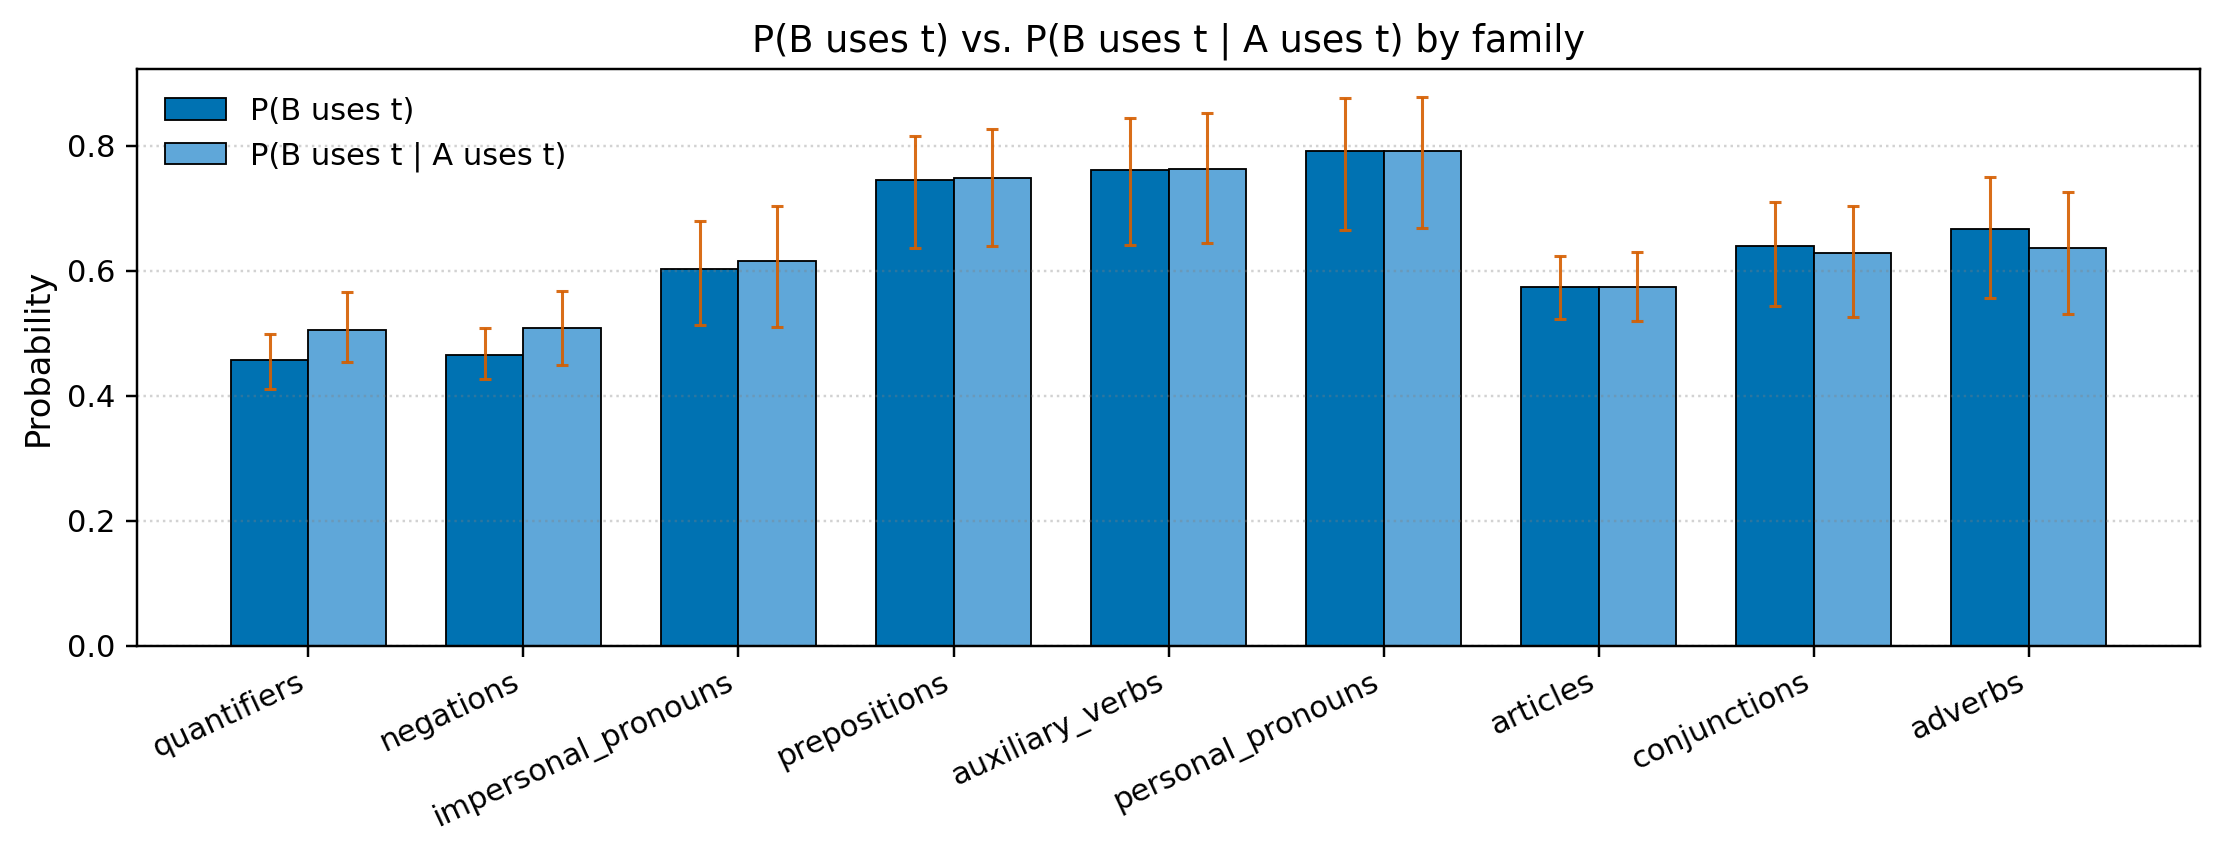 P(B uses t) vs. P(B uses t | A uses t) by family
P(B uses t)
P(B uses t | A uses t)
Probability
0.8
0.6
0.4
0.2
0.0
quantifiers
negations
impersonal_pronouns
prepositions
auxiliary_verbs
personal_pronouns
articles
conjunctions
adverbs